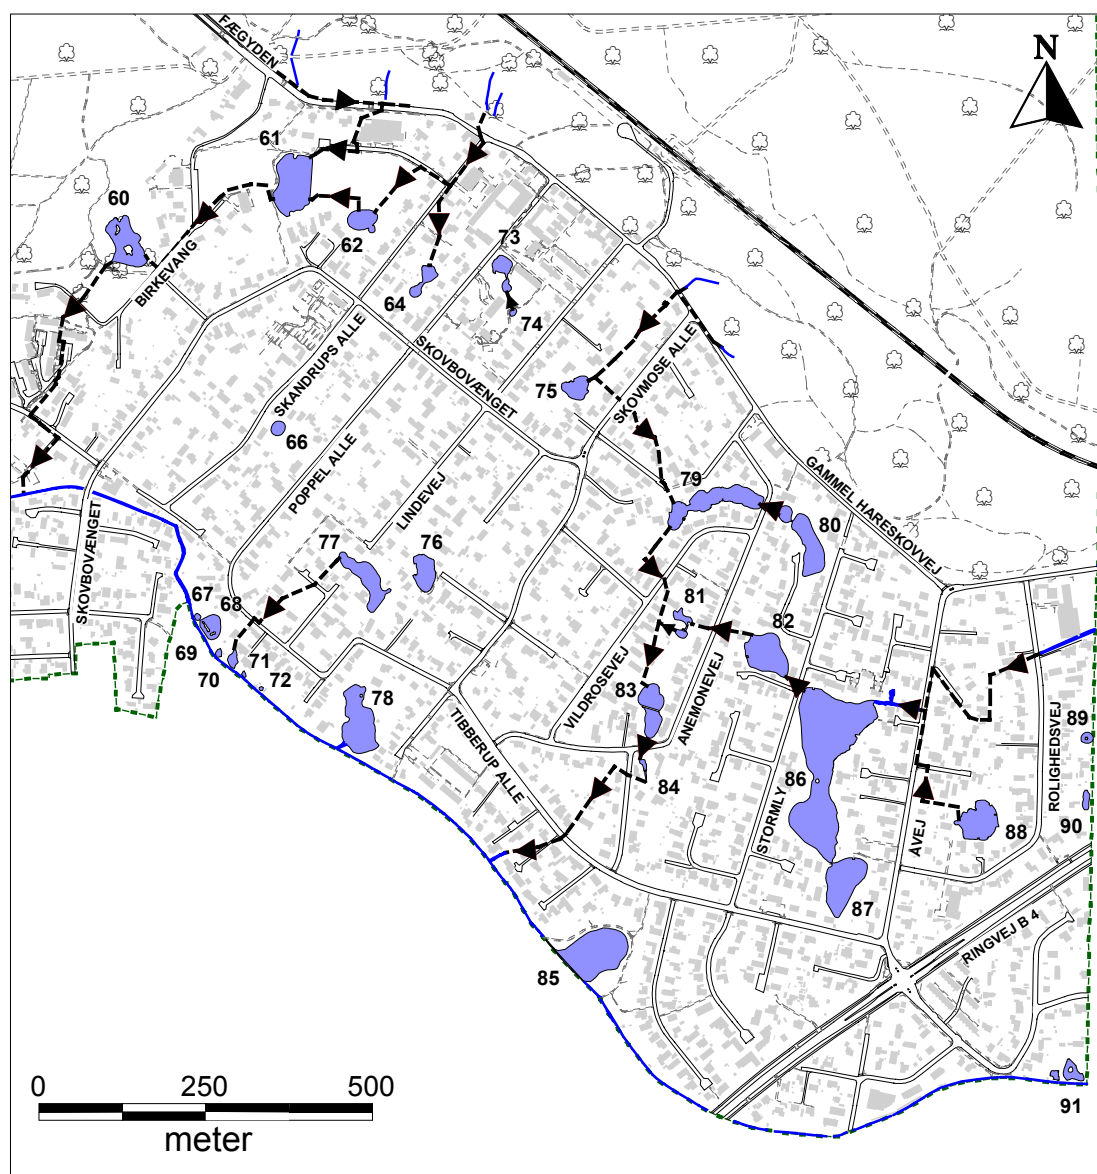 FÆGYDEN
N
61
60
62
BIRKEVANG
73
64
74
SKOVBOVÆNGET
SKANDRUPS ALLE
75
SKOVMOSE ALLE
66
POPPEL ALLE
LINDEVEJ
79
GAMMEL HARESKOVVEJ
80
SKOVBOVÆNGET
77
76
67
68
81
82
69
71
70
72
78
VILDROSEVEJ
83
ANEMONEVEJ
TIBBERUP ALLE
84
86
STORMLY
ÅVEJ
88
ROLIGHEDSVEJ
89
90
87
85
RINGVEJ B 4
91
0 250 500
meter